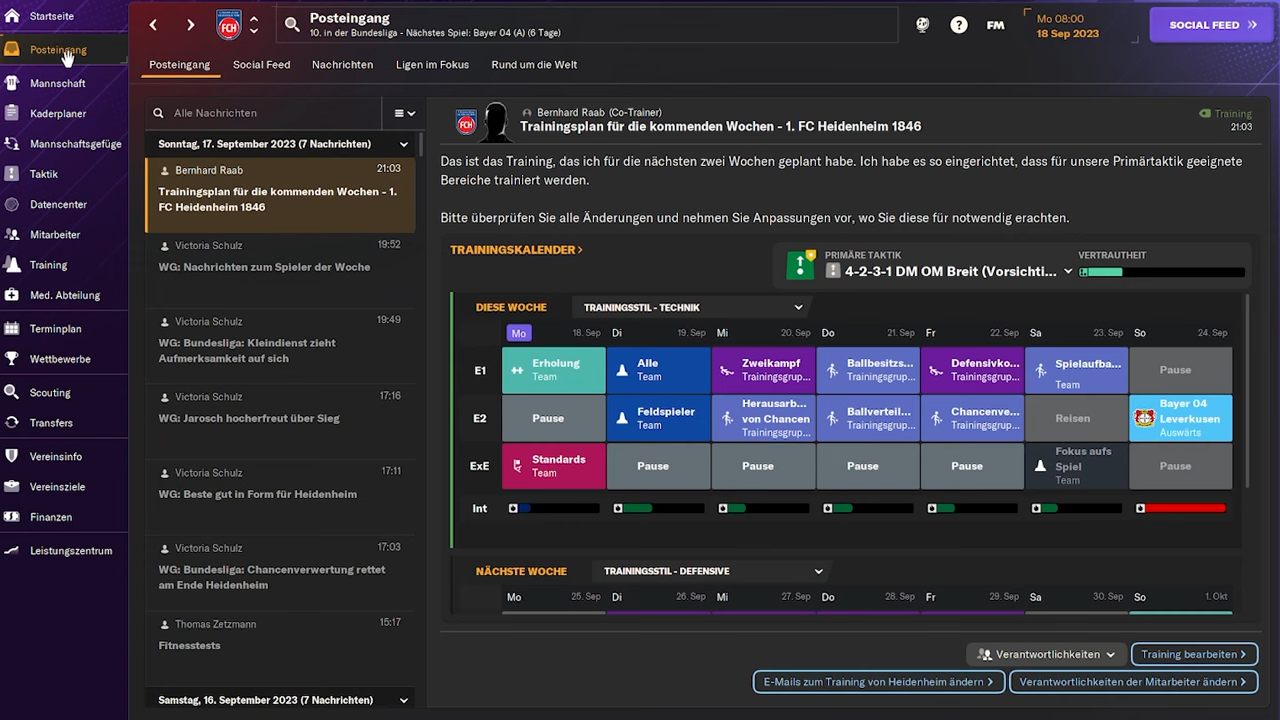 Startseite
Posteingang
Mannschaft
Kaderplaner
Mannschaftsgefüge
Taktik
Datencenter
Mitarbeiter
Training
Med. Abteilung
Terminplan
Wettbewerbe
Scouting
Transfers
Vereinsinfo
Vereinsziele
Finanzen
Leistungszentrum
FCH
Posteingang
10. in der Bundesliga - Nächstes Spiel: Bayer 04 (A) (6 Tage)
? FM
Mo 08:00
18 Sep 2023
SOCIAL FEED
Posteingang Social Feed Nachrichten Ligen im Fokus Rund um die Welt
Alle Nachrichten
Sonntag, 17. September 2023 (7 Nachrichten)
Bernhard Raab 21:03
Trainingsplan für die kommenden Wochen - 1.
FC Heidenheim 1846
Victoria Schulz 19:52
WG: Nachrichten zum Spieler der Woche
Victoria Schulz 19:49
WG: Bundesliga: Kleindienst zieht
Aufmerksamkeit auf sich
Victoria Schulz 17:16
WG: Jarosch hocherfreut über Sieg
Victoria Schulz 17:11
WG: Beste gut in Form für Heidenheim
Victoria Schulz 17:03
WG: Bundesliga: Chancenverwertung rettet
am Ende Heidenheim
Thomas Zetzmann 15:17
Fitnesstests
Samstag, 16. September 2023 (7 Nachrichten)
FCH
Bernhard Raab (Co-Trainer)
Trainingsplan für die kommenden Wochen - 1. FC Heidenheim 1846
Training
21:03
Das ist das Training, das ich für die nächsten zwei Wochen geplant habe. Ich habe es so eingerichtet, dass für unsere Primärtaktik geeignete
Bereiche trainiert werden.
Bitte überprüfen Sie alle Änderungen und nehmen Sie Anpassungen vor, wo Sie diese für notwendig erachten.
TRAININGSKALENDER
PRIMÄRE TAKTIK
4-2-3-1 DM OM Breit (Vorsichti...
VERTRAUTHEIT
DIESE WOCHE TRAININGSSTIL - TECHNIK
Mo 18. Sep Di 19. Sep Mi 20. Sep Do 21. Sep Fr 22. Sep Sa 23. Sep So 24. Sep
E1
Erholung
Team
Alle
Team
Zweikampf
Trainingsgrup...
Ballbesitzs...
Trainingsgrup...
Defensivko...
Trainingsgrup...
Spielaufba...
Team
Pause
E2
Pause
Feldspieler
Team
Herausarb...
von Chancen
Trainingsgrup...
Ballverteil...
Trainingsgrup...
Chancenve...
Trainingsgrup...
Reisen
Bayer 04
Leverkusen
Auswärts
ExE
Standards
Team
Pause
Pause
Pause
Pause
Fokus aufs
Spiel
Team
Pause
Int
NÄCHSTE WOCHE TRAININGSSTIL - DEFENSIVE
Mo 25. Sep Di 26. Sep Mi 27. Sep Do 28. Sep Fr 29. Sep Sa 30. Sep So 1. Okt
Verantwortlichkeiten
Training bearbeiten
E-Mails zum Training von Heidenheim ändern
Verantwortlichkeiten der Mitarbeiter ändern